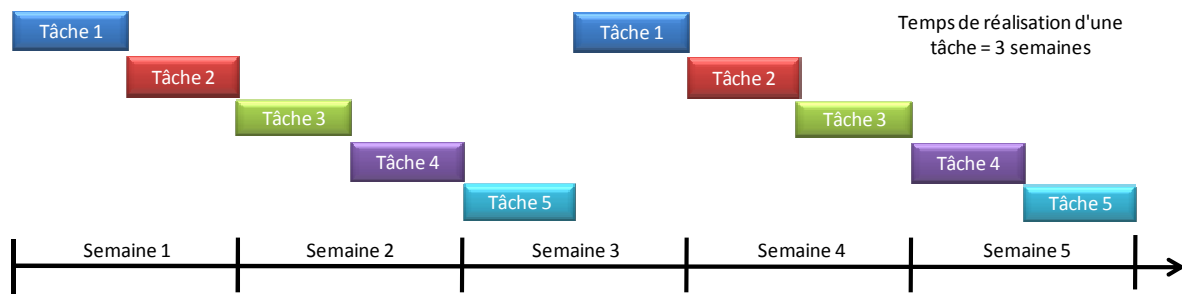 Tâche 1
Tâche 1
Temps de réalisation d'une
tâche = 3 semaines
Tâche 2
Tâche 2
Tâche 3
Tâche 3
Tâche 4
Tâche 4
Tâche 5
Tâche 5
Semaine 1
Semaine 2
Semaine 3
Semaine 4
Semaine 5